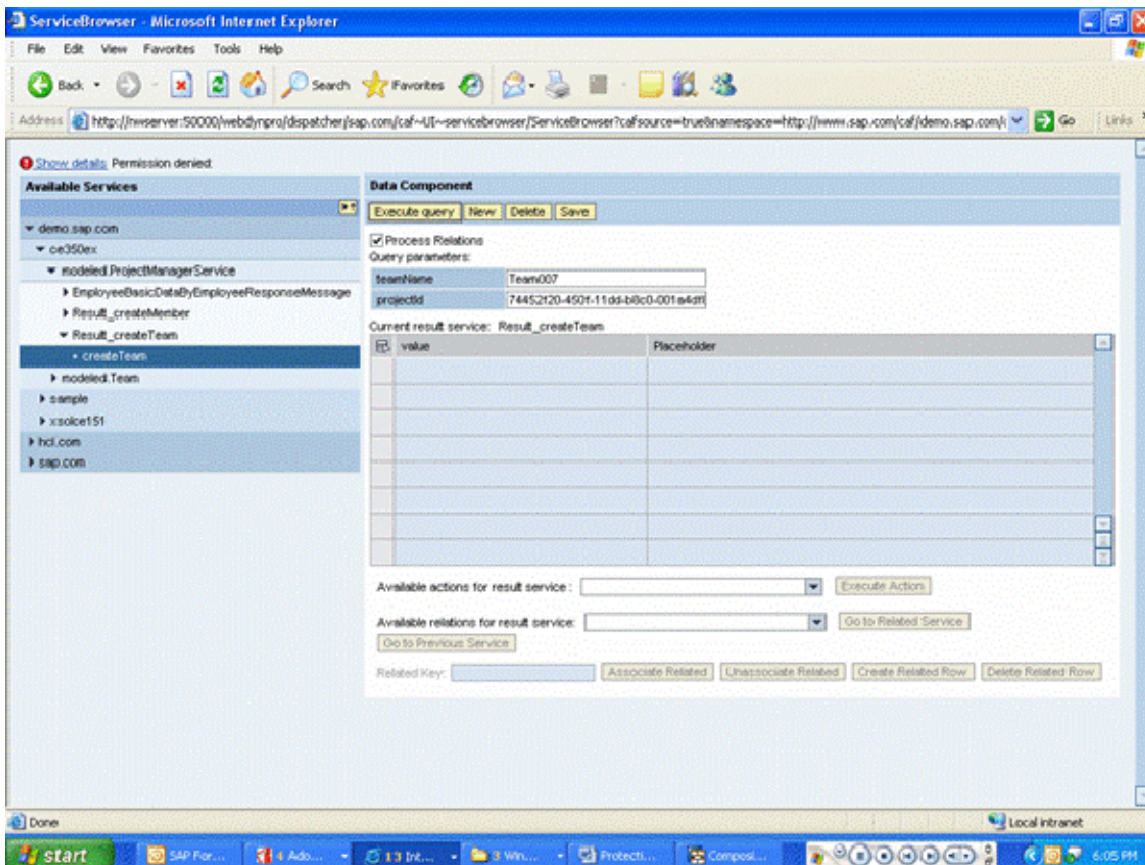 ServiceBrowser - Microsoft Internet Explorer
File Edit View Favorites Tools Help
Back Search Favorites
Address http://nwserver:50000/webdynpro/dispatcher/sap.com/caf~UI~servicebrowser/ServiceBrowser?cafsource=true&namespace=http://www.sap.com/caf/demo.sap.com/ Go Links
Show details Permission denied
Available Services
Data Component
Execute query New Delete Save
demo.sap.com
Process Relations
ce350ex
Query parameters:
modeled.ProjectManagerService
teamName Team007
EmployeeBasicDataByEmployeeResponseMessage
projectId
Result_createMember
Current result service: Result_createTeam
Result_createTeam
value Placeholder
createTeam
modeled.Team
sample
xsolce151
hcl.com
sap.com
Available actions for result service : Execute Action
Available relations for result service: Go to Related Service
Go to Previous Service
Related Key: Associate Related Unassociate Related Create Related Row Delete Related Row
Done Local intranet
start SAP For... 4 Ado... 13 Int... 3 Win... Protecti... Composi... 6:05 PM